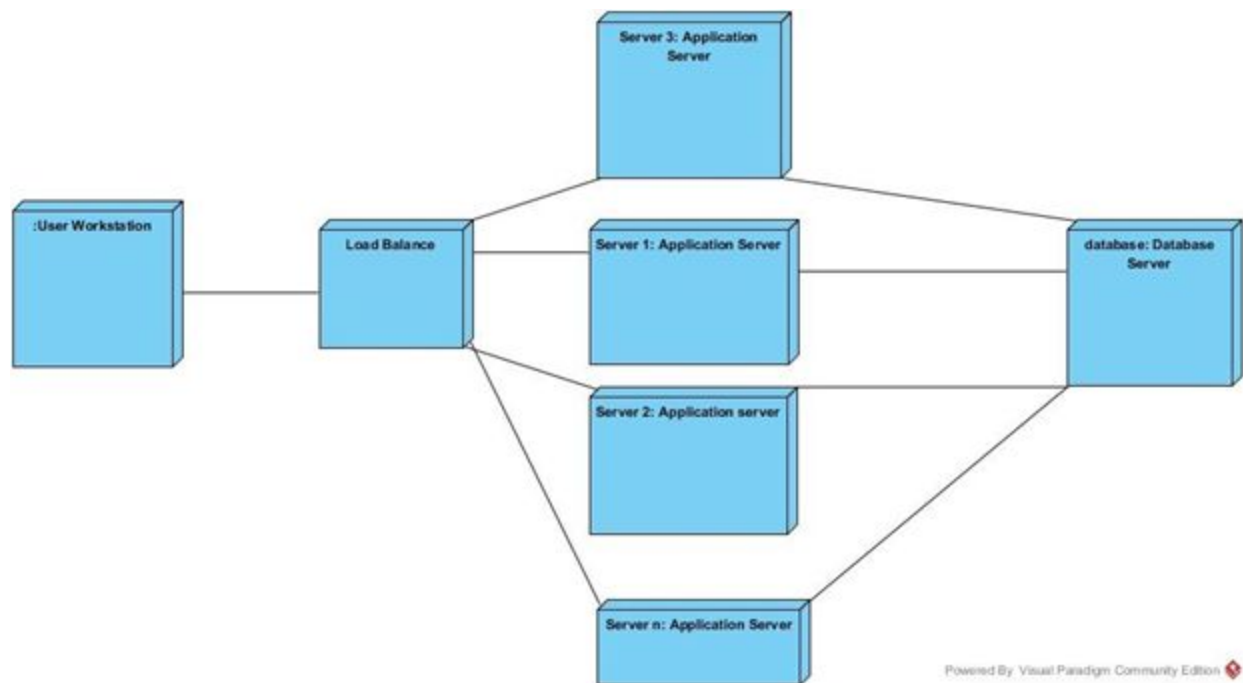 Server 3: Application
Server
:User Workstation
Load Balance
Server 1: Application Server
database: Database
Server
Server 2: Application server
Server n: Application Server
Powered By Visual Paradigm Community Edition